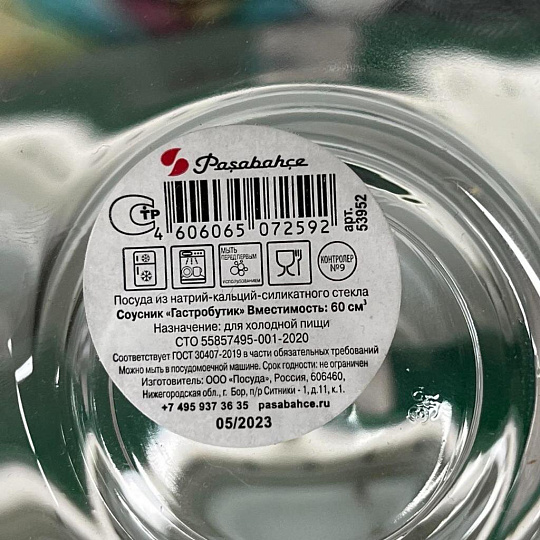 Paşabahçe
СТР
4 606065 072592
арт. 53952
МЫТЬ ПЕРЕД ПЕРВЫМ ИСПОЛЬЗОВАНИЕМ
КОНТРОЛЕР №9
Посуда из натрий-кальций-силикатного стекла
Соусник «Гастробутик» Вместимость: 60 см³
Назначение: для холодной пищи
СТО 55857495-001-2020
Соответствует ГОСТ 30407-2019 в части обязательных требований
Можно мыть в посудомоечной машине. Срок годности: не ограничен
Изготовитель: ООО «Посуда», Россия, 606460,
Нижегородская обл., г. Бор, п/р Ситники - 1, д.11, к.1.
+7 495 937 36 35 pasabahce.ru
05/2023